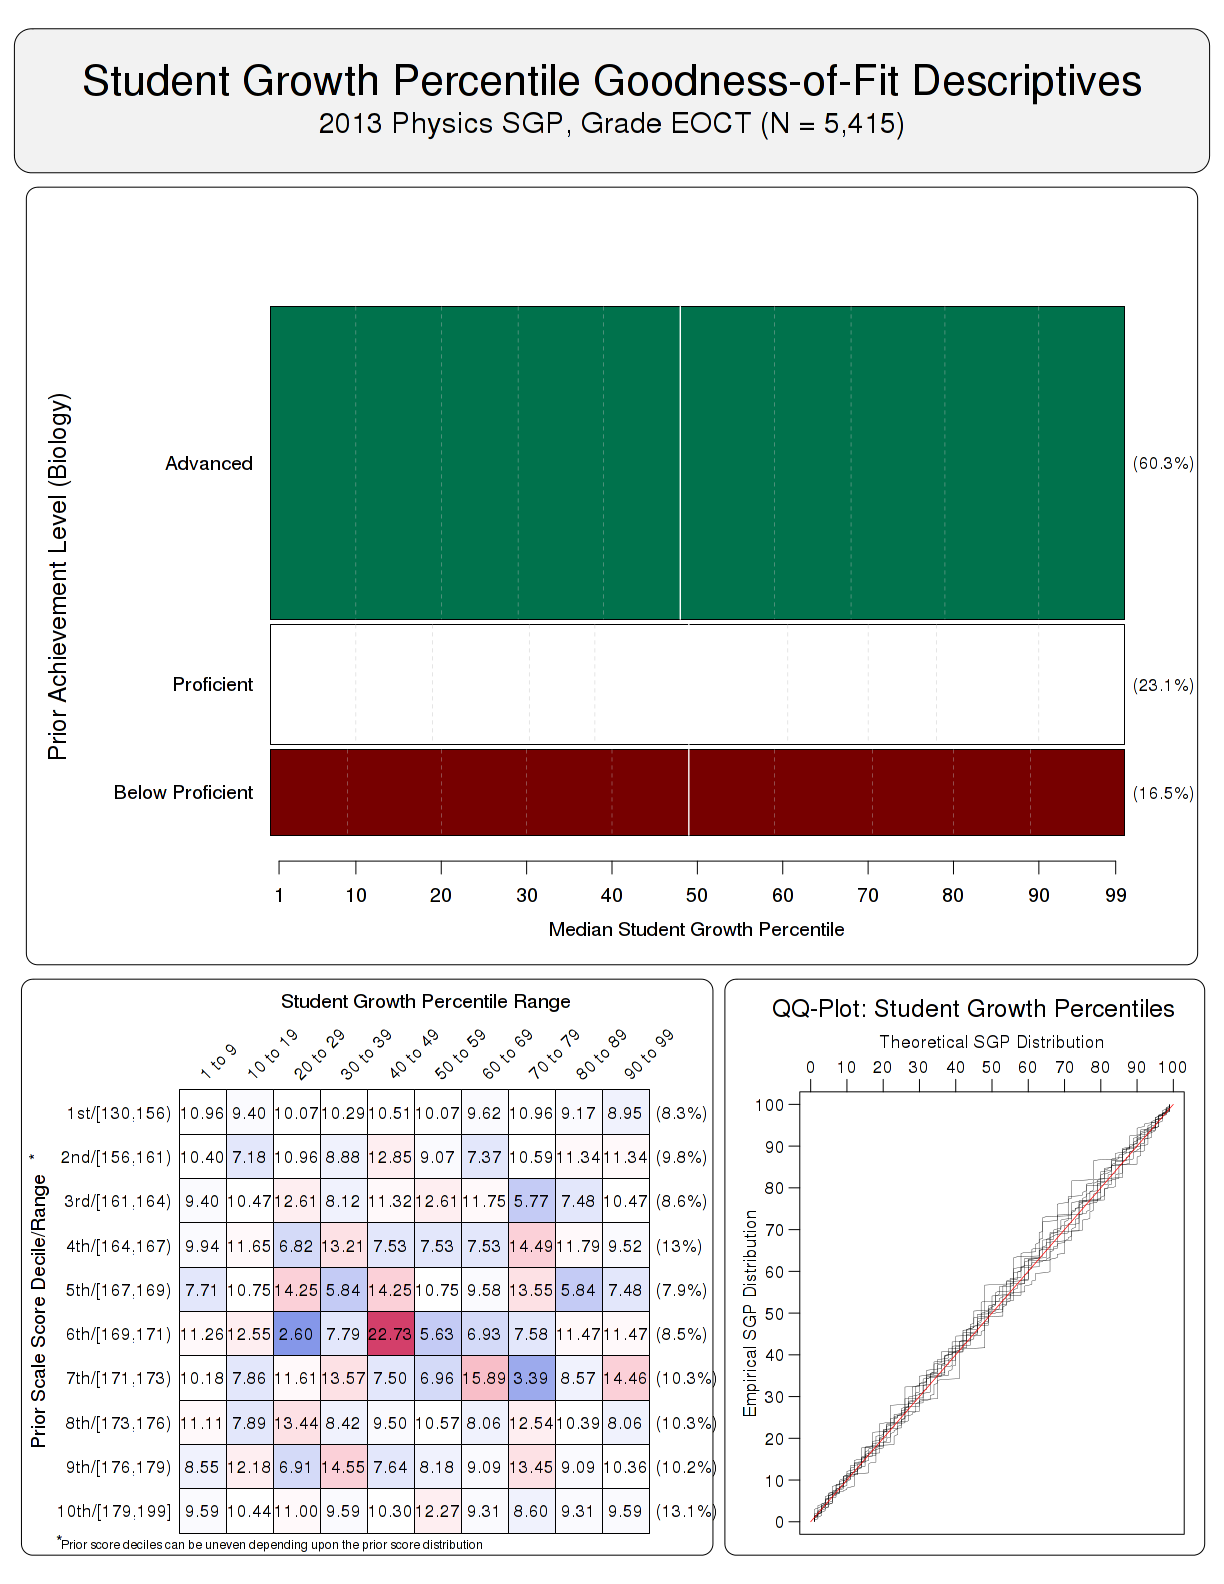 Student Growth Percentile Goodness-of-Fit Descriptives
2013 Physics SGP, Grade EOCT (N = 5,415)
Prior Achievement Level (Biology)
Advanced (60.3%)
Proficient (23.1%)
Below Proficient (16.5%)
1 10 20 30 40 50 60 70 80 90 99
Median Student Growth Percentile
Student Growth Percentile Range
1 to 9 10 to 19 20 to 29 30 to 39 40 to 49 50 to 59 60 to 69 70 to 79 80 to 89 90 to 99
Prior Scale Score Decile/Range *
1st/[130,156) 10.96 9.40 10.07 10.29 10.51 10.07 9.62 10.96 9.17 8.95 (8.3%)
2nd/[156,161) 10.40 7.18 10.96 8.88 12.85 9.07 7.37 10.59 11.34 11.34 (9.8%)
3rd/[161,164) 9.40 10.47 12.61 8.12 11.32 12.61 11.75 5.77 7.48 10.47 (8.6%)
4th/[164,167) 9.94 11.65 6.82 13.21 7.53 7.53 7.53 14.49 11.79 9.52 (13%)
5th/[167,169) 7.71 10.75 14.25 5.84 14.25 10.75 9.58 13.55 5.84 7.48 (7.9%)
6th/[169,171) 11.26 12.55 2.60 7.79 22.73 5.63 6.93 7.58 11.47 11.47 (8.5%)
7th/[171,173) 10.18 7.86 11.61 13.57 7.50 6.96 15.89 3.39 8.57 14.46 (10.3%)
8th/[173,176) 11.11 7.89 13.44 8.42 9.50 10.57 8.06 12.54 10.39 8.06 (10.3%)
9th/[176,179) 8.55 12.18 6.91 14.55 7.64 8.18 9.09 13.45 9.09 10.36 (10.2%)
10th/[179,199] 9.59 10.44 11.00 9.59 10.30 12.27 9.31 8.60 9.31 9.59 (13.1%)
*Prior score deciles can be uneven depending upon the prior score distribution
QQ-Plot: Student Growth Percentiles
Theoretical SGP Distribution
0 10 20 30 40 50 60 70 80 90 100
Empirical SGP Distribution
100
90
80
70
60
50
40
30
20
10
0